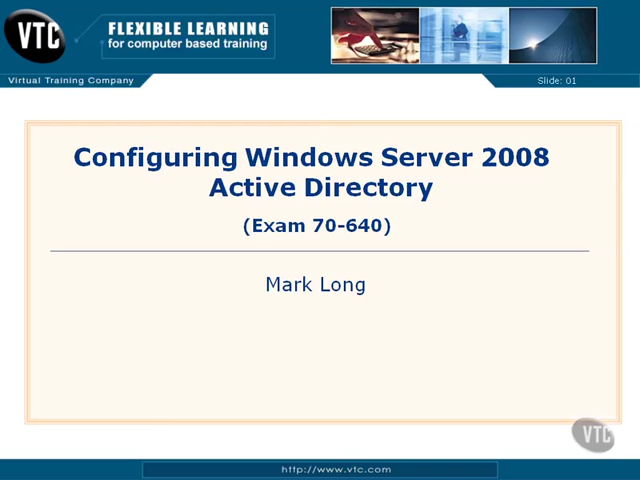 VTC
FLEXIBLE LEARNING
for computer based training
Virtual Training Company
Slide: 01
Configuring Windows Server 2008
Active Directory
(Exam 70-640)
Mark Long
VTC
http://www.vtc.com